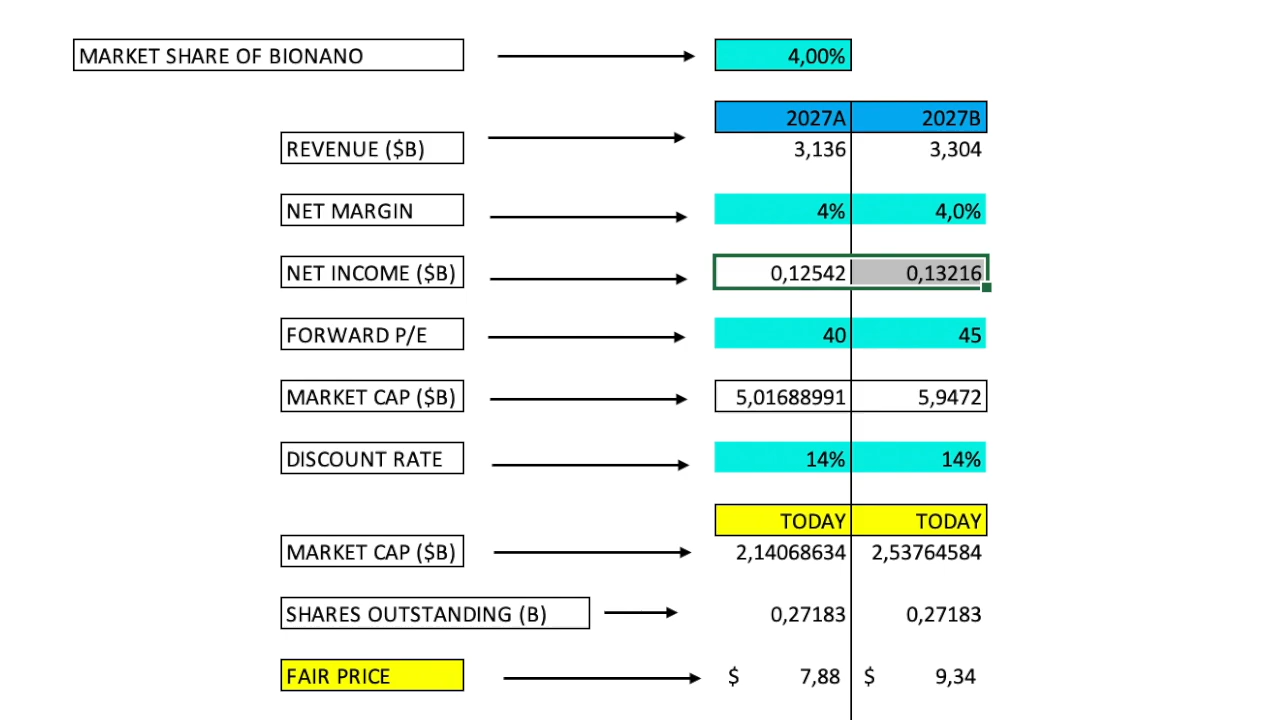 MARKET SHARE OF BIONANO 4,00%
2027A 2027B
REVENUE ($B) 3,136 3,304
NET MARGIN 4% 4,0%
NET INCOME ($B) 0,12542 0,13216
FORWARD P/E 40 45
MARKET CAP ($B) 5,01688991 5,9472
DISCOUNT RATE 14% 14%
TODAY TODAY
MARKET CAP ($B) 2,14068634 2,53764584
SHARES OUTSTANDING (B) 0,27183 0,27183
FAIR PRICE $ 7,88 $ 9,34